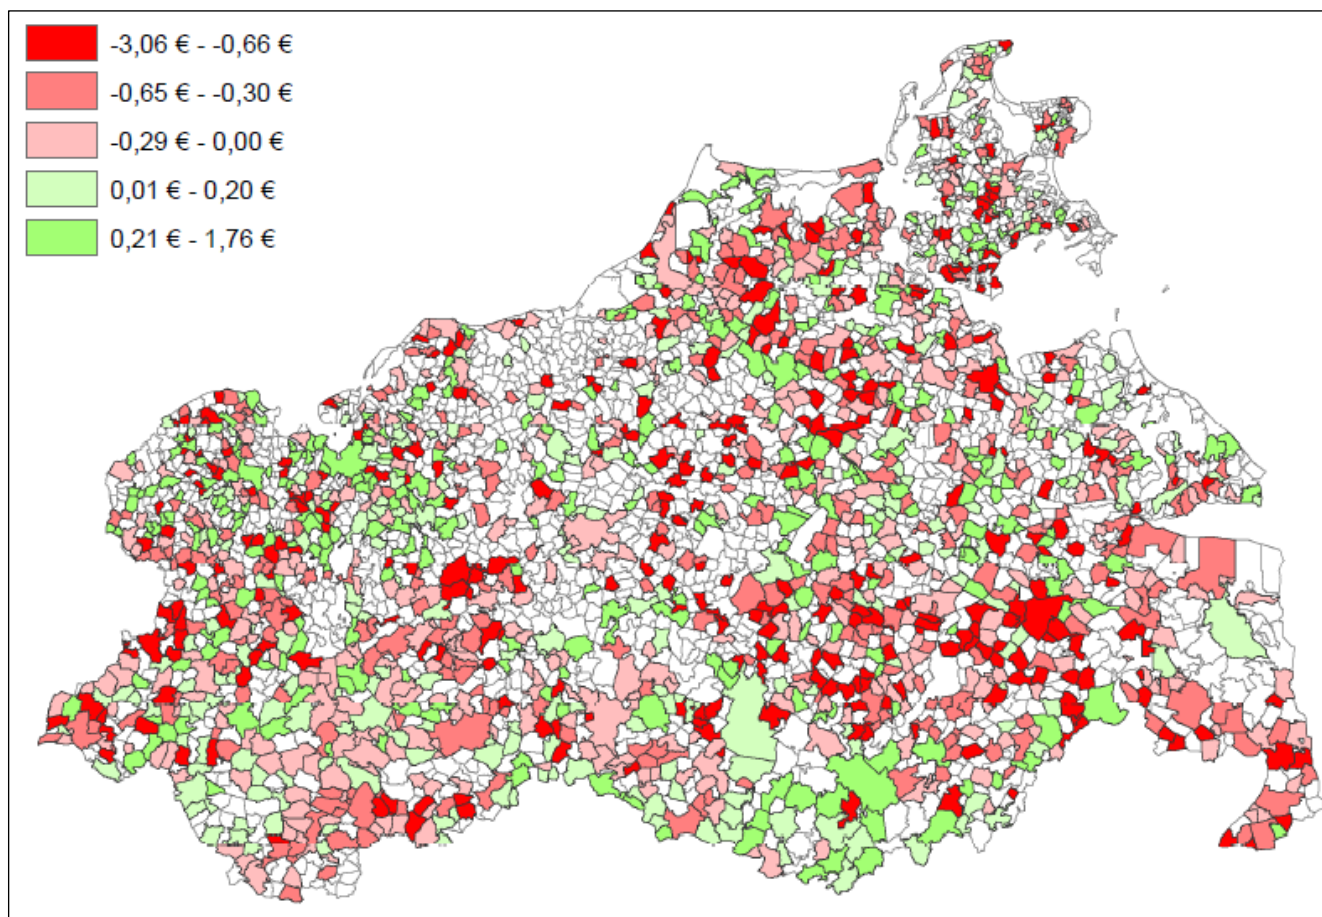 -3,06 € - -0,66 €
-0,65 € - -0,30 €
-0,29 € - 0,00 €
0,01 € - 0,20 €
0,21 € - 1,76 €